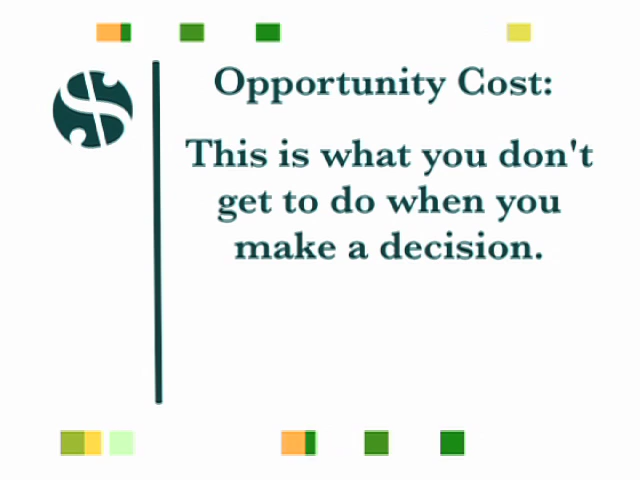 Opportunity Cost:
This is what you don't
get to do when you
make a decision.